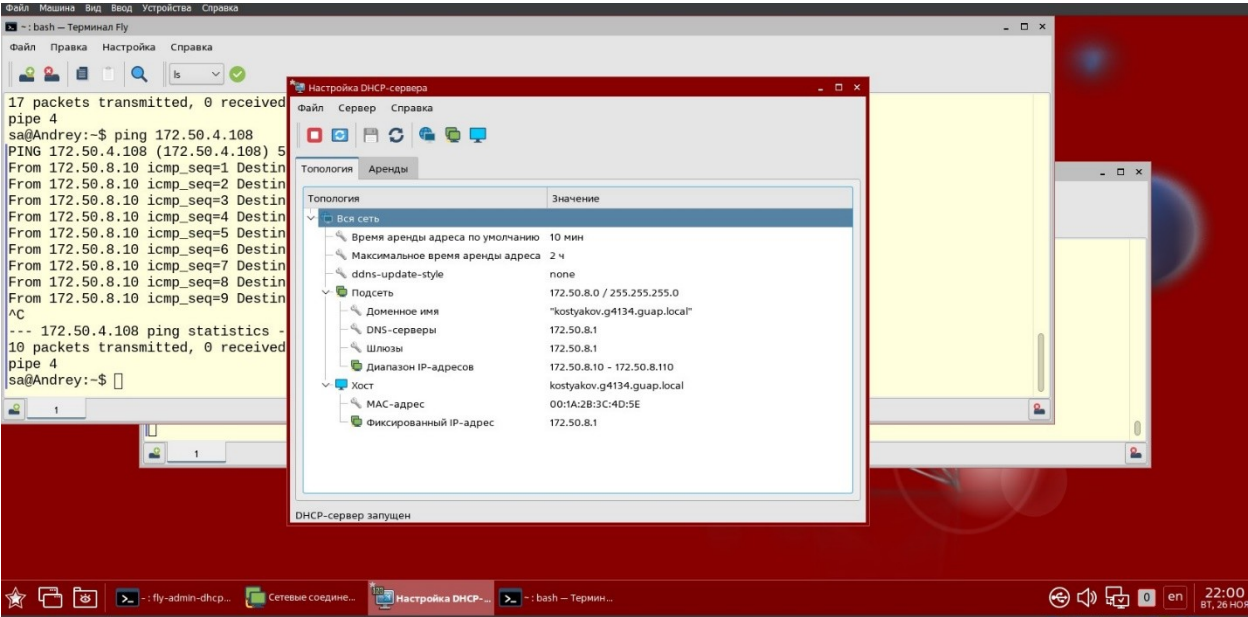 Файл Машина Вид Ввод Устройства Справка
~ : bash — Терминал Fly
Файл Правка Настройка Справка
ls
17 packets transmitted, 0 received
pipe 4
sa@Andrey:~$ ping 172.50.4.108
PING 172.50.4.108 (172.50.4.108) 5
From 172.50.8.10 icmp_seq=1 Destin
From 172.50.8.10 icmp_seq=2 Destin
From 172.50.8.10 icmp_seq=3 Destin
From 172.50.8.10 icmp_seq=4 Destin
From 172.50.8.10 icmp_seq=5 Destin
From 172.50.8.10 icmp_seq=6 Destin
From 172.50.8.10 icmp_seq=7 Destin
From 172.50.8.10 icmp_seq=8 Destin
From 172.50.8.10 icmp_seq=9 Destin
^C
--- 172.50.4.108 ping statistics -
10 packets transmitted, 0 received
pipe 4
sa@Andrey:~$
1
1
Настройка DHCP-сервера
Файл Сервер Справка
Топология Аренды
Топология Значение
Вся сеть
Время аренды адреса по умолчанию 10 мин
Максимальное время аренды адреса 2 ч
ddns-update-style none
Подсеть 172.50.8.0 / 255.255.255.0
Доменное имя "kostyakov.g4134.guap.local"
DNS-серверы 172.50.8.1
Шлюзы 172.50.8.1
Диапазон IP-адресов 172.50.8.10 - 172.50.8.110
Хост kostyakov.g4134.guap.local
MAC-адрес 00:1A:2B:3C:4D:5E
Фиксированный IP-адрес 172.50.8.1
DHCP-сервер запущен
~ : fly-admin-dhcp... Сетевые соедине... Настройка DHCP-... ~ : bash — Термин...
0 en 22:00
ВТ, 26 НОЯ